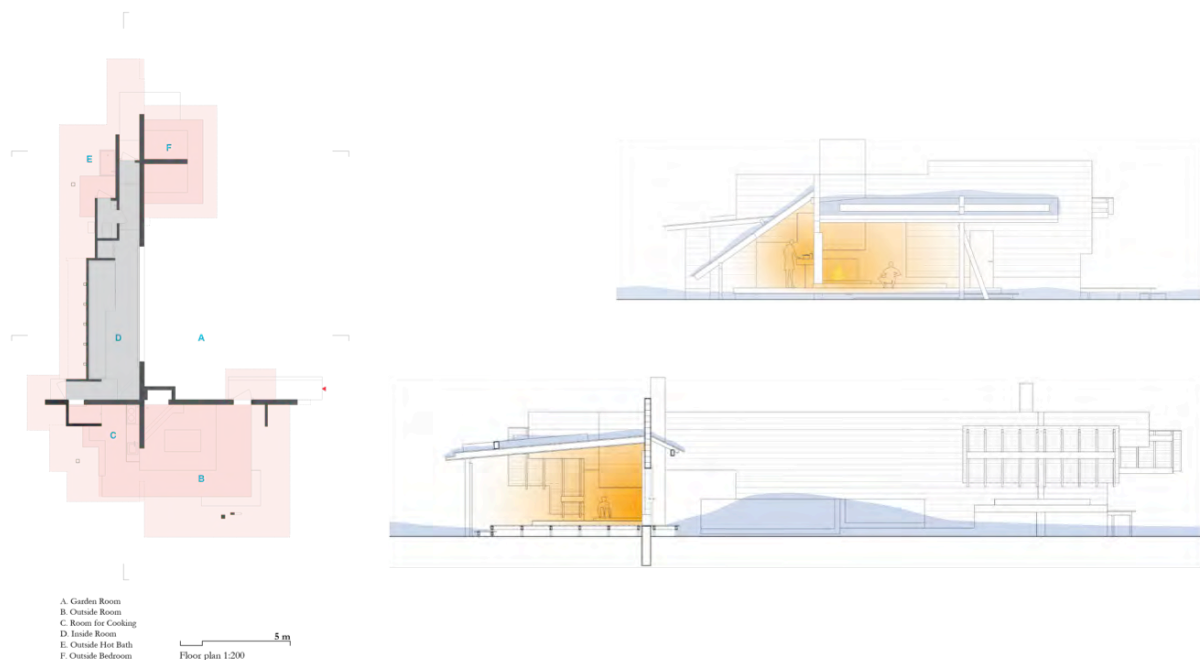 F
E
D
A
C
B
A. Garden Room
B. Outside Room
C. Room for Cooking
D. Inside Room
E. Outside Hot Bath
F. Outside Bedroom
5 m
Floor plan 1:200